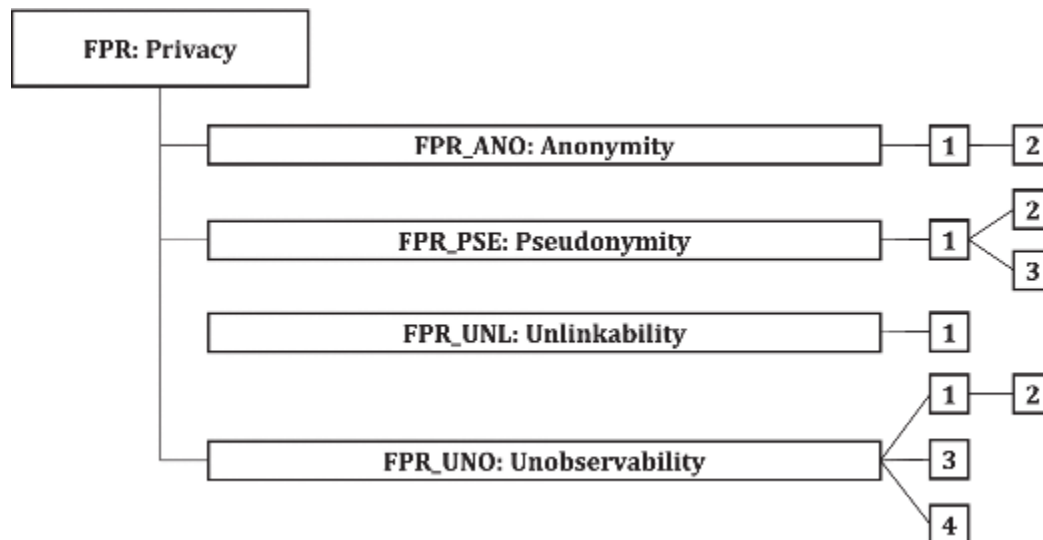 FPR: Privacy
FPR_ANO: Anonymity 1 2
2
FPR_PSE: Pseudonymity 1
3
FPR_UNL: Unlinkability 1
1 2
FPR_UNO: Unobservability 3
4